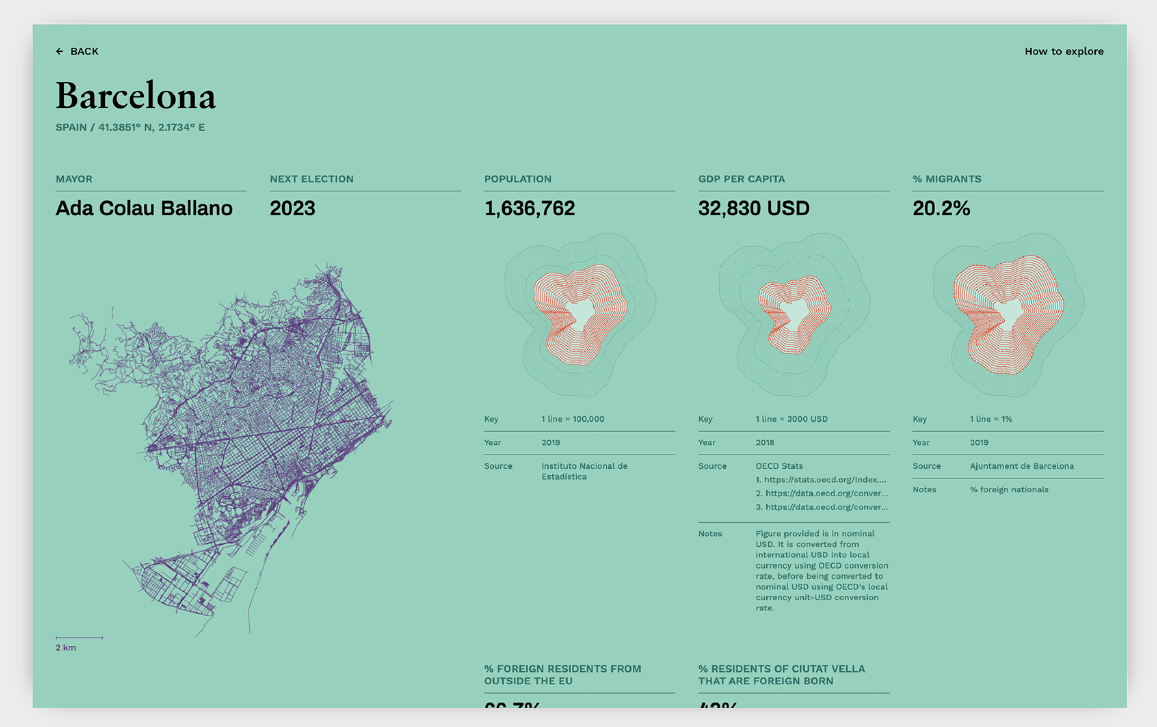 ← BACK
How to explore
Barcelona
SPAIN / 41.3851° N, 2.1734° E
MAYOR
Ada Colau Ballano
NEXT ELECTION
2023
POPULATION
1,636,762
Key 1 line = 100,000
Year 2019
Source Instituto Nacional de
Estadística
GDP PER CAPITA
32,830 USD
Key 1 line = 3000 USD
Year 2018
Source OECD Stats
1. https://stats.oecd.org/Index....
2. https://data.oecd.org/conver...
3. https://data.oecd.org/conver...
Notes Figure provided is in nominal
USD. It is converted from
international USD into local
currency using OECD conversion
rate, before being converted to
nominal USD using OECD's local
currency unit-USD conversion
rate.
% MIGRANTS
20.2%
Key 1 line = 1%
Year 2019
Source Ajuntament de Barcelona
Notes % foreign nationals
2 km
% FOREIGN RESIDENTS FROM
OUTSIDE THE EU
% RESIDENTS OF CIUTAT VELLA
THAT ARE FOREIGN BORN